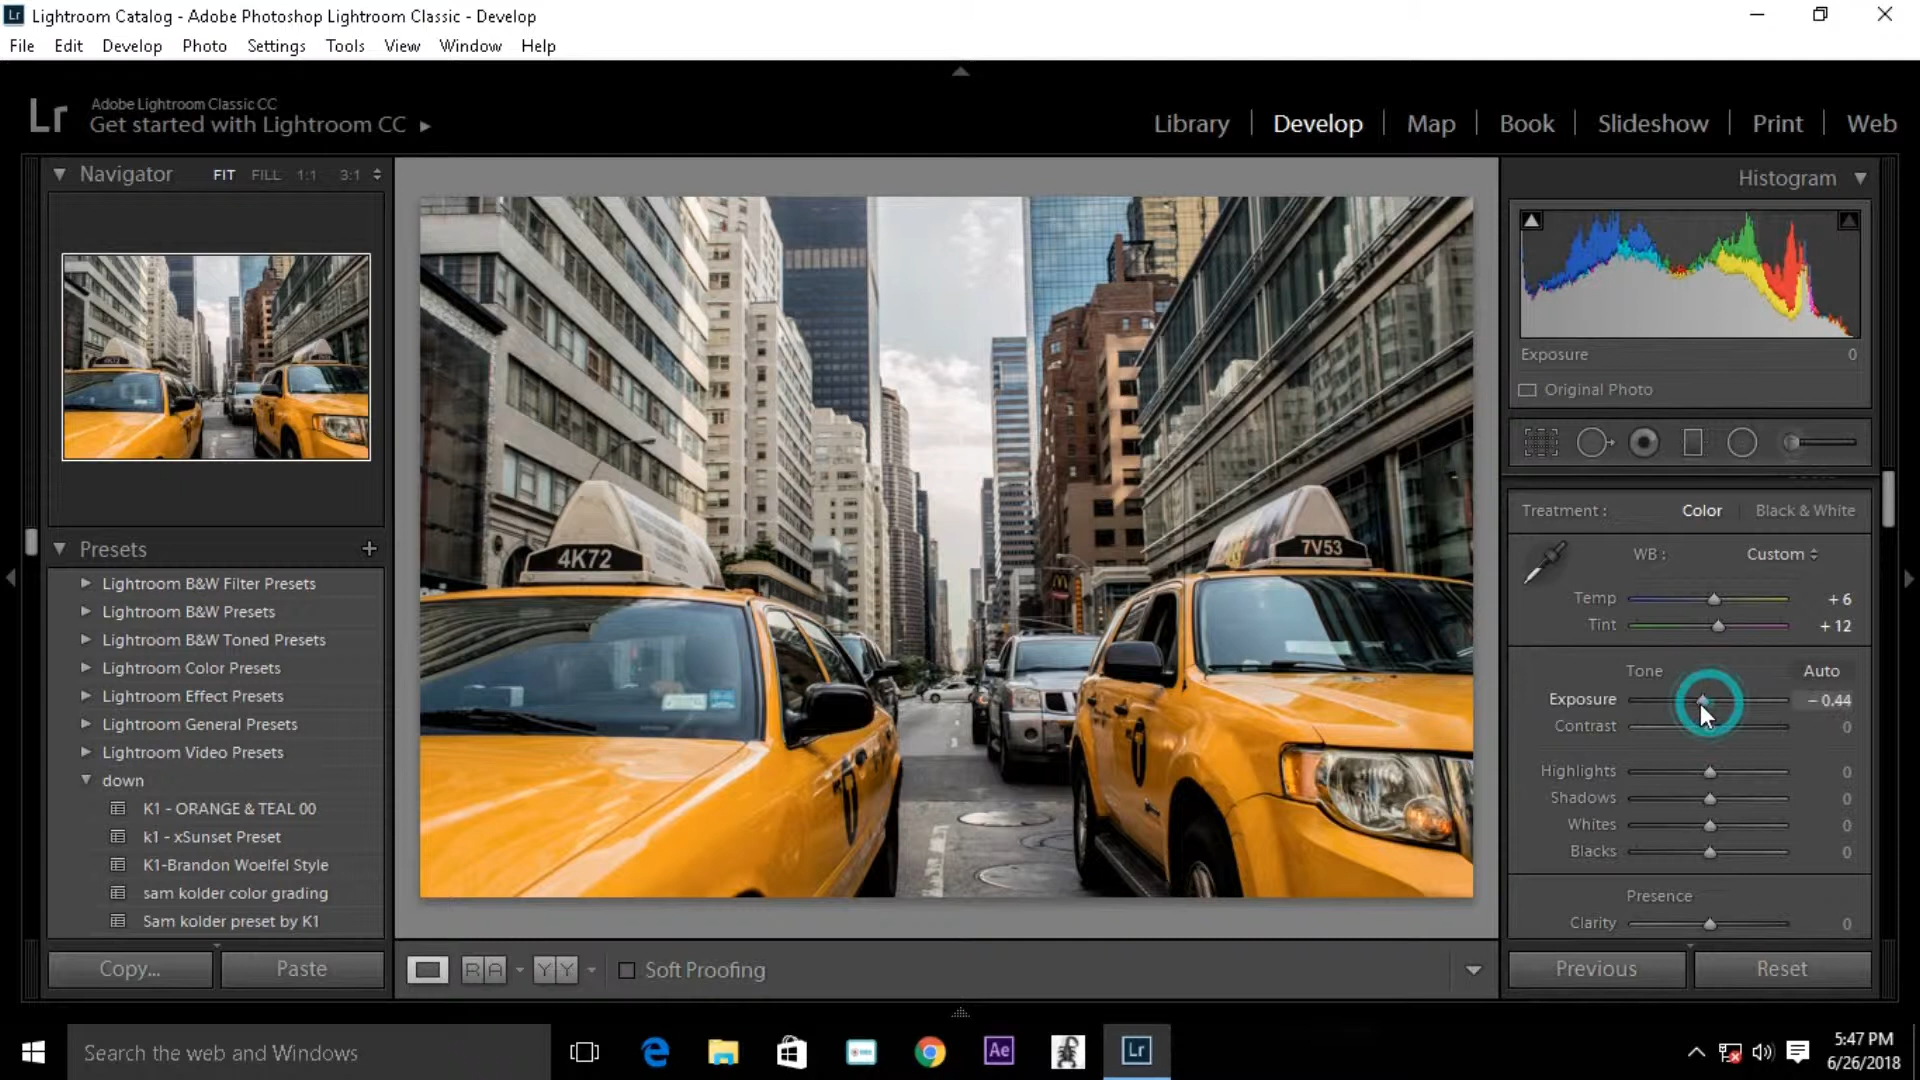 Lr Lightroom Catalog - Adobe Photoshop Lightroom Classic - Develop
File Edit Develop Photo Settings Tools View Window Help
Lr
Adobe Lightroom Classic CC
Get started with Lightroom CC
Library Develop Map Book Slideshow Print Web
Navigator FIT FILL 1:1 3:1
Histogram
Exposure 0
Original Photo
4K72
7V53
Treatment : Color Black & White
WB : Custom
Temp + 6
Tint + 12
Tone Auto
Exposure – 0.44
Contrast 0
Highlights 0
Shadows 0
Whites 0
Blacks 0
Presence
Clarity 0
Presets +
Lightroom B&W Filter Presets
Lightroom B&W Presets
Lightroom B&W Toned Presets
Lightroom Color Presets
Lightroom Effect Presets
Lightroom General Presets
Lightroom Video Presets
down
K1 - ORANGE & TEAL 00
k1 - xSunset Preset
K1-Brandon Woelfel Style
sam kolder color grading
Sam kolder preset by K1
Copy... Paste
R A Y Y Soft Proofing
Previous Reset
Search the web and Windows
Ae
Lr
5:47 PM
6/26/2018